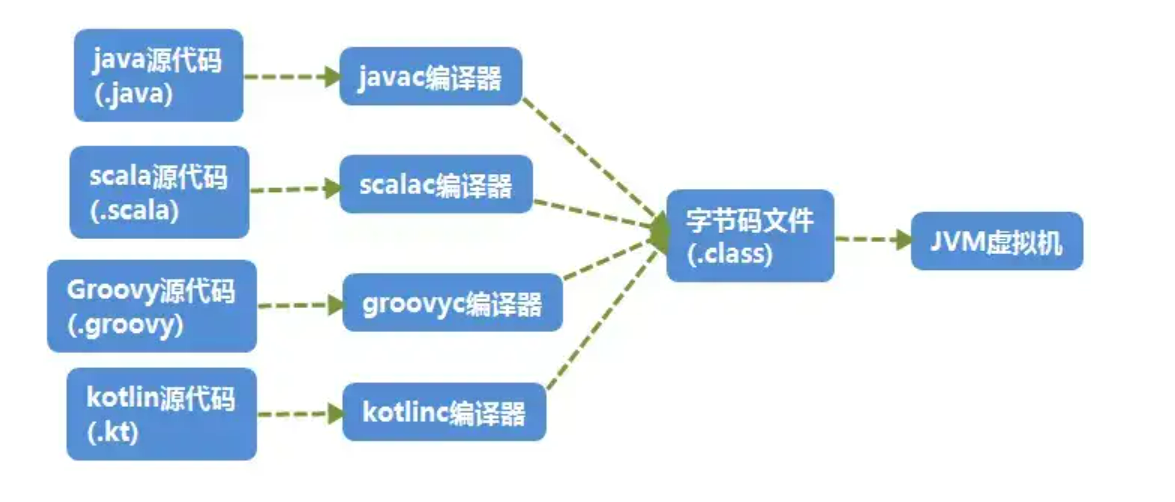 java源代码
(.java)
javac编译器
scala源代码
(.scala)
scalac编译器
Groovy源代码
(.groovy)
groovyc编译器
kotlin源代码
(.kt)
kotlinc编译器
字节码文件
(.class)
JVM虚拟机